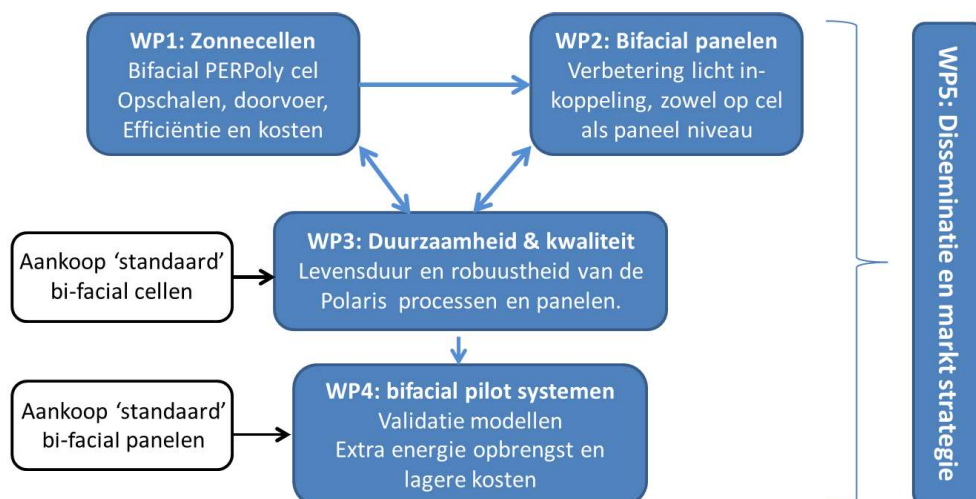 WP1: Zonnecellen
Bifacial PERPoly cel
Opschalen, doorvoer,
Efficiëntie en kosten
WP2: Bifacial panelen
Verbetering licht in-
koppeling, zowel op cel
als paneel niveau
WP3: Duurzaamheid & kwaliteit
Levensduur en robuustheid van de
Polaris processen en panelen.
Aankoop ‘standaard’
bi-facial cellen
WP4: bifacial pilot systemen
Validatie modellen
Extra energie opbrengst en
lagere kosten
Aankoop ‘standaard’
bi-facial panelen
WP5: Disseminatie en markt strategie